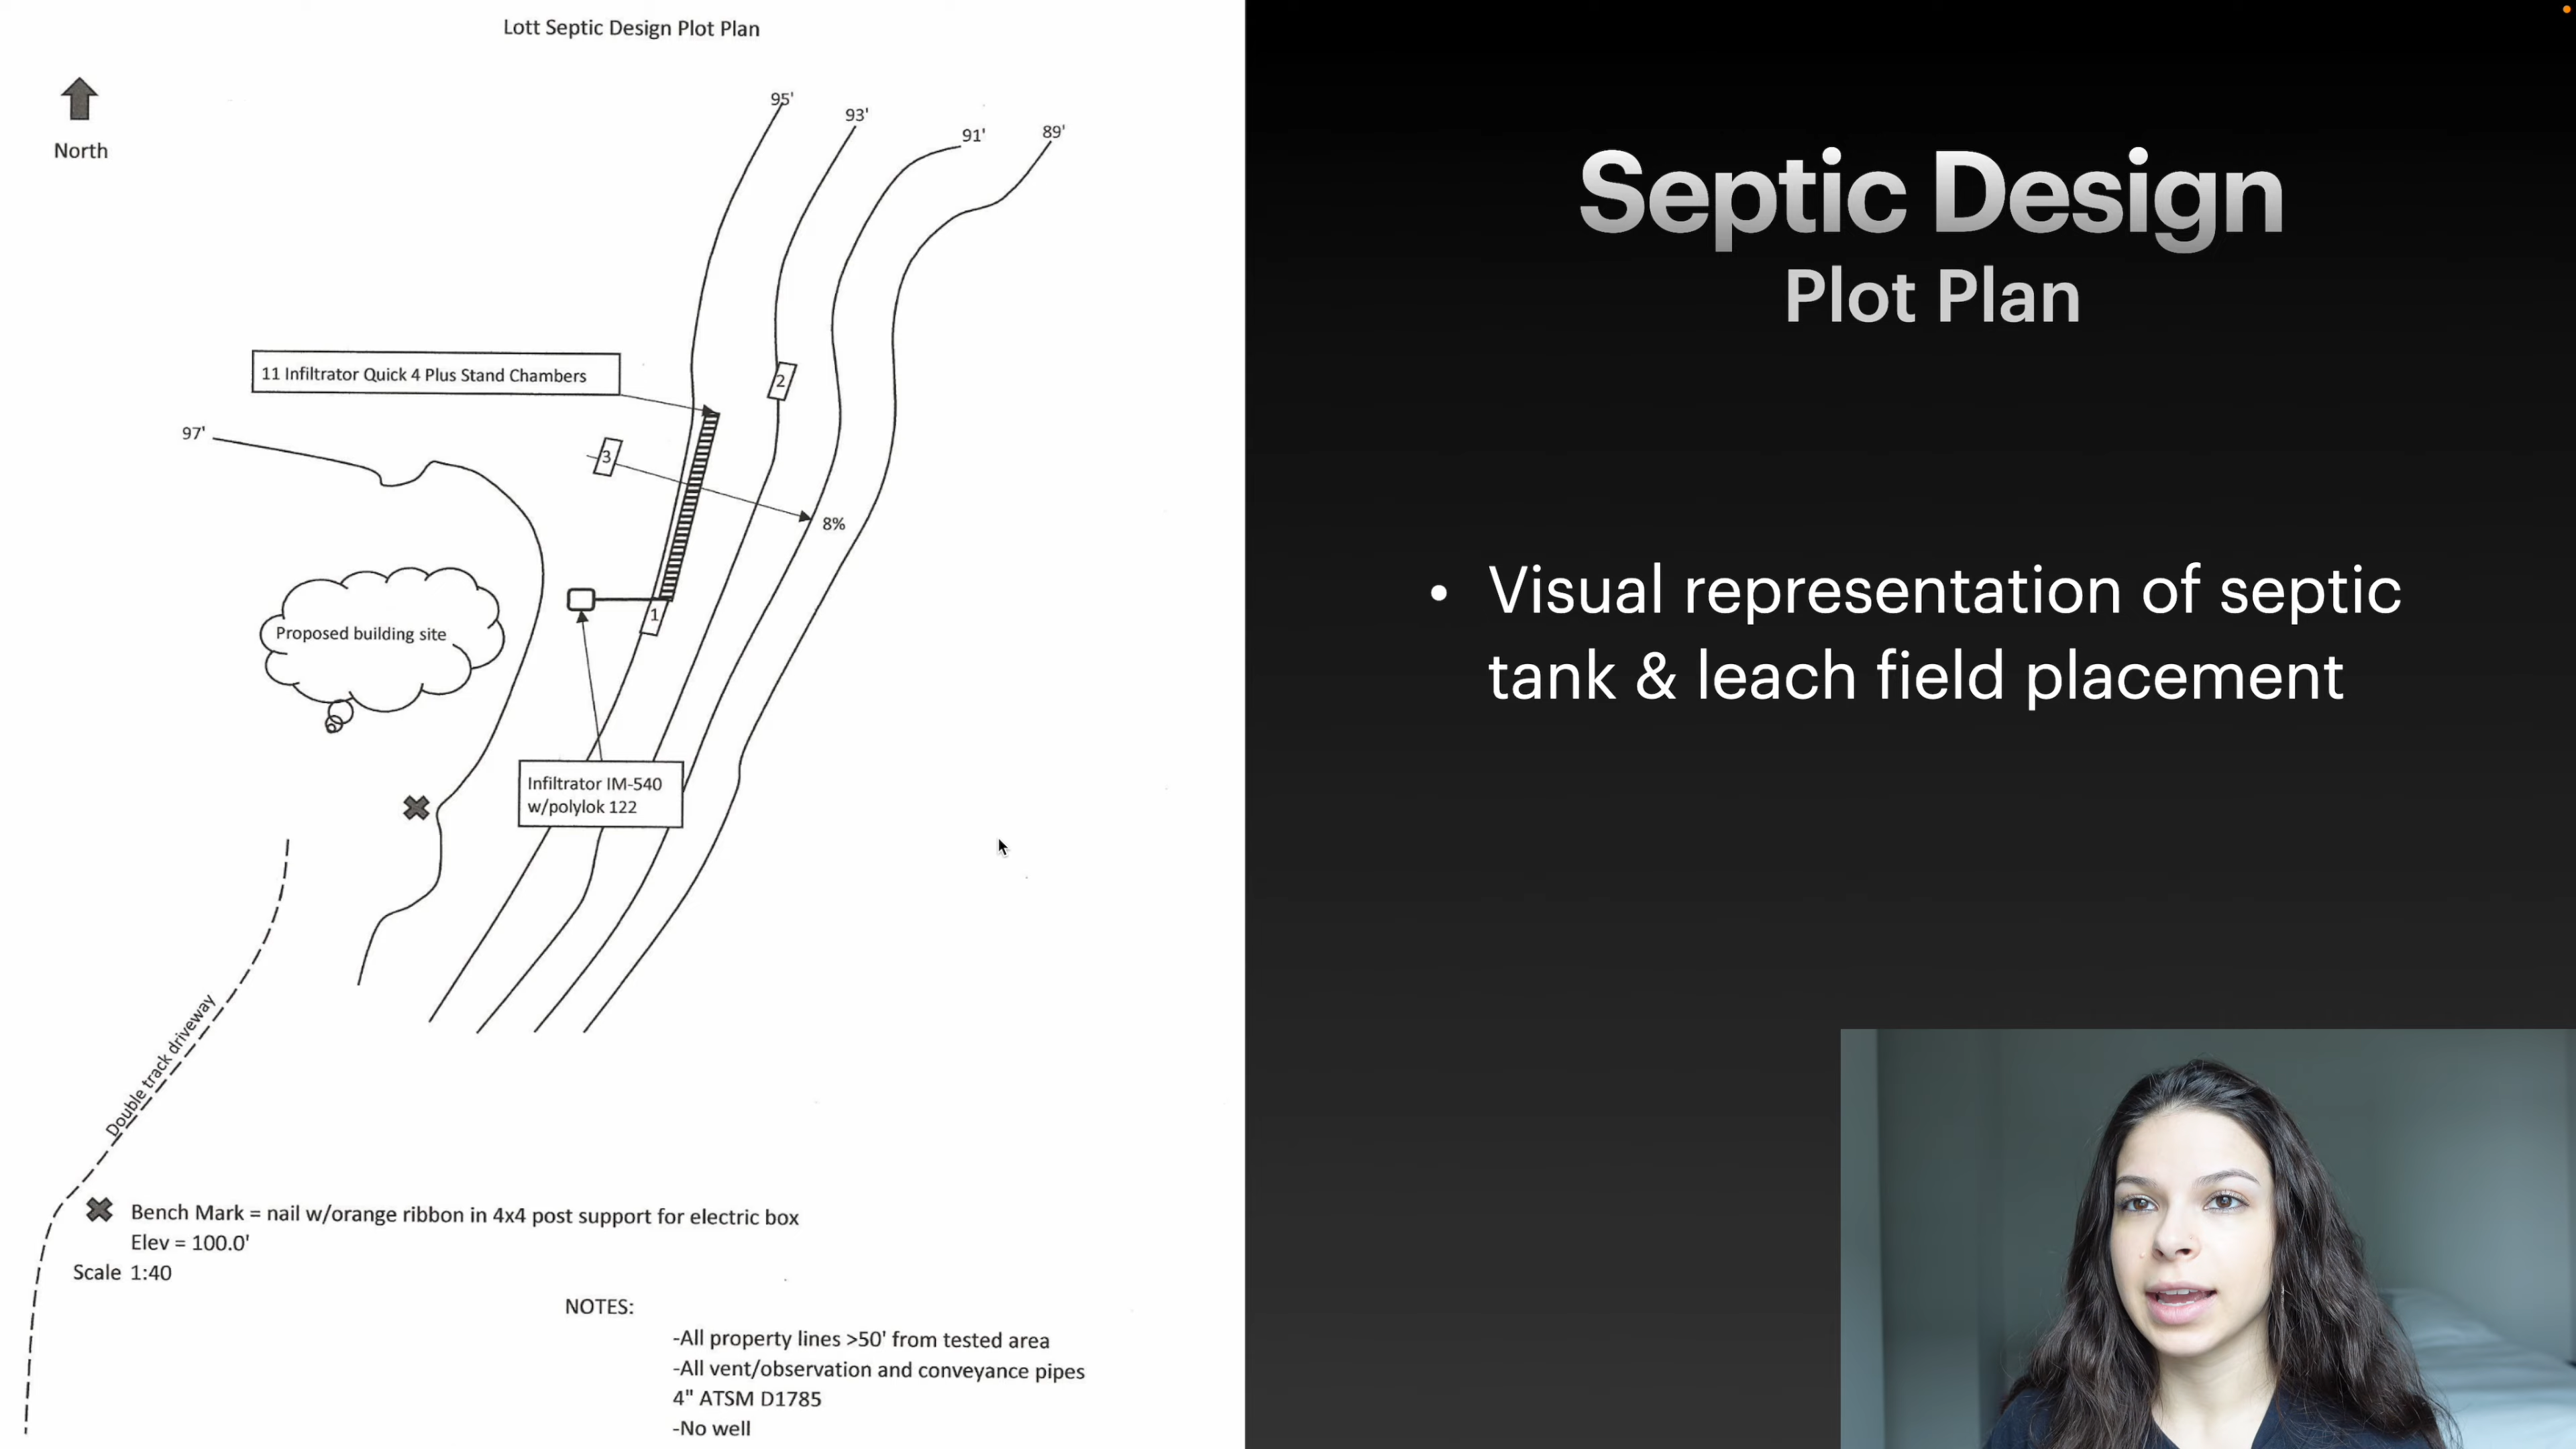 Lott Septic Design Plot Plan
North
95'
93'
91'
89'
11 Infiltrator Quick 4 Plus Stand Chambers
2
97'
3
8%
1
Proposed building site
Infiltrator IM-540
w/polylok 122
Double track driveway
Bench Mark = nail w/orange ribbon in 4x4 post support for electric box
Elev = 100.0'
Scale 1:40
NOTES:
-All property lines >50' from tested area
-All vent/observation and conveyance pipes
4" ATSM D1785
-No well
Septic Design
Plot Plan
• Visual representation of septic
tank & leach field placement